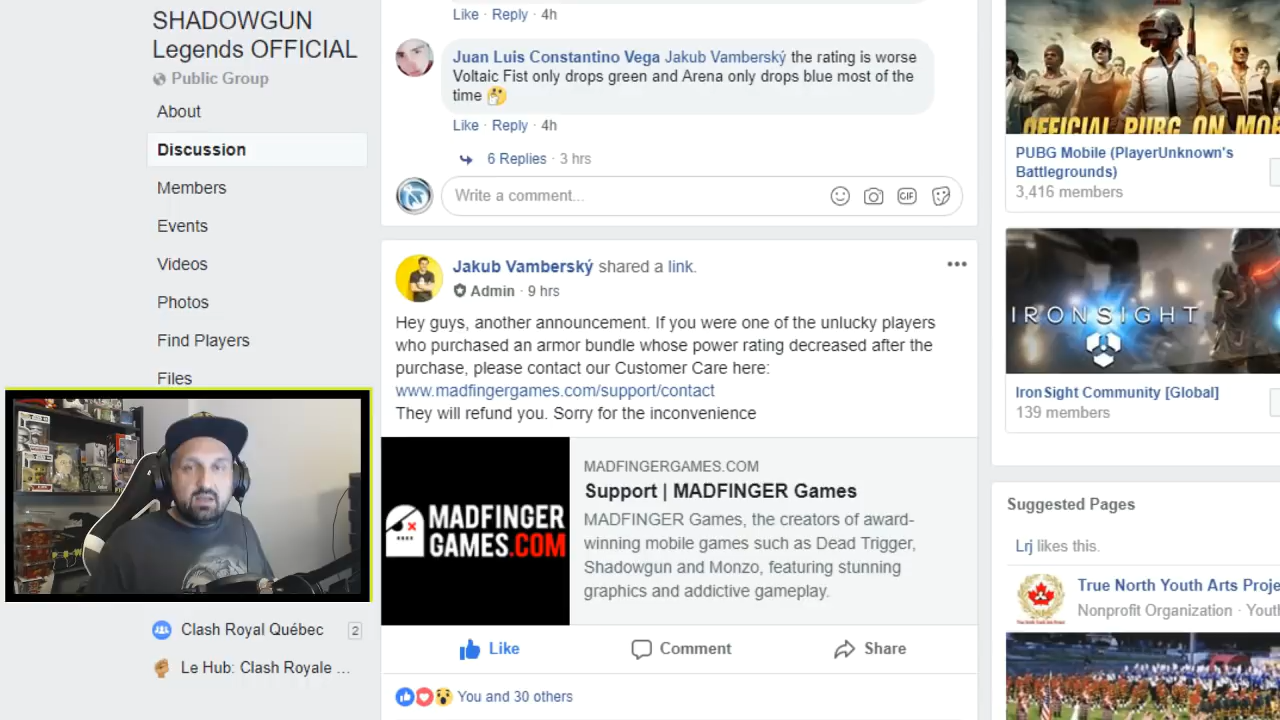 SHADOWGUN
Legends OFFICIAL
Public Group
About
Discussion
Members
Events
Videos
Photos
Find Players
Files
Clash Royal Québec 2
Le Hub: Clash Royale ...
Like · Reply · 4h
Juan Luis Constantino Vega Jakub Vamberský the rating is worse
Voltaic Fist only drops green and Arena only drops blue most of the
time
Like · Reply · 4h
6 Replies · 3 hrs
Write a comment...
GIF
Jakub Vamberský shared a link.
Admin · 9 hrs
Hey guys, another announcement. If you were one of the unlucky players
who purchased an armor bundle whose power rating decreased after the
purchase, please contact our Customer Care here:
www.madfingergames.com/support/contact
They will refund you. Sorry for the inconvenience
MADFINGER
GAMES.COM
MADFINGERGAMES.COM
Support | MADFINGER Games
MADFINGER Games, the creators of award-
winning mobile games such as Dead Trigger,
Shadowgun and Monzo, featuring stunning
graphics and addictive gameplay.
Like
Comment
Share
You and 30 others
OFFICIAL PUBG ON MOB
PUBG Mobile (PlayerUnknown's
Battlegrounds)
3,416 members
IRONSIGHT
IronSight Community [Global]
139 members
Suggested Pages
Lrj likes this.
True North Youth Arts Proje
Nonprofit Organization · Yout